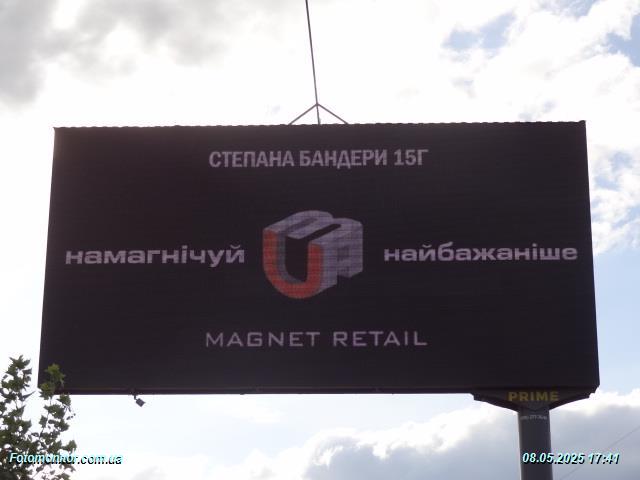 СТЕПАНА БАНДЕРИ 15Г
намагнічуй найбажаніше
MAGNET RETAIL
PRIME
Fotomonitor.com.ua
08.05.2025 17:41